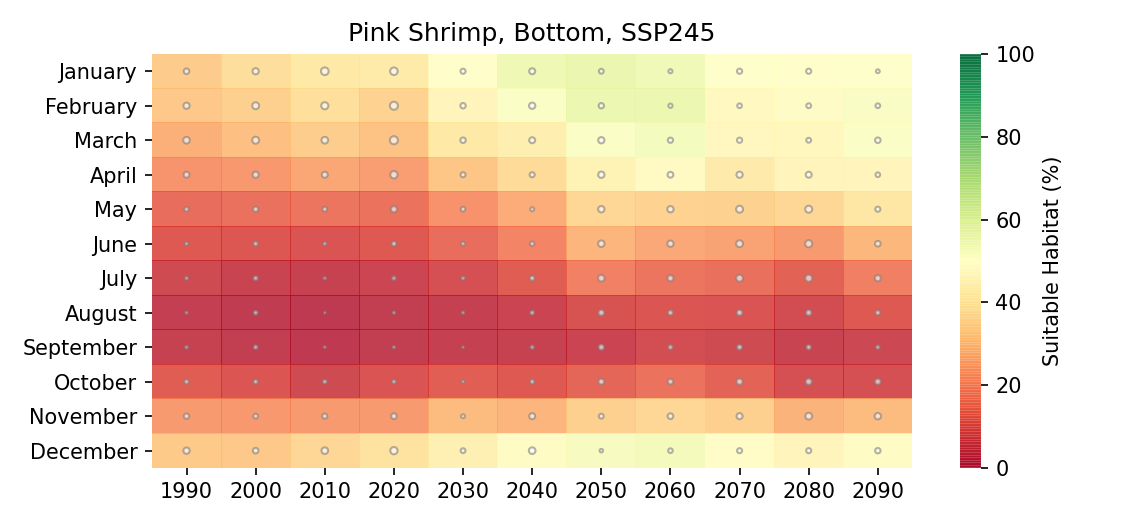 Pink Shrimp, Bottom, SSP245
January
February
March
April
May
June
July
August
September
October
November
December
1990 2000 2010 2020 2030 2040 2050 2060 2070 2080 2090
100
80
60
40
20
0
Suitable Habitat (%)